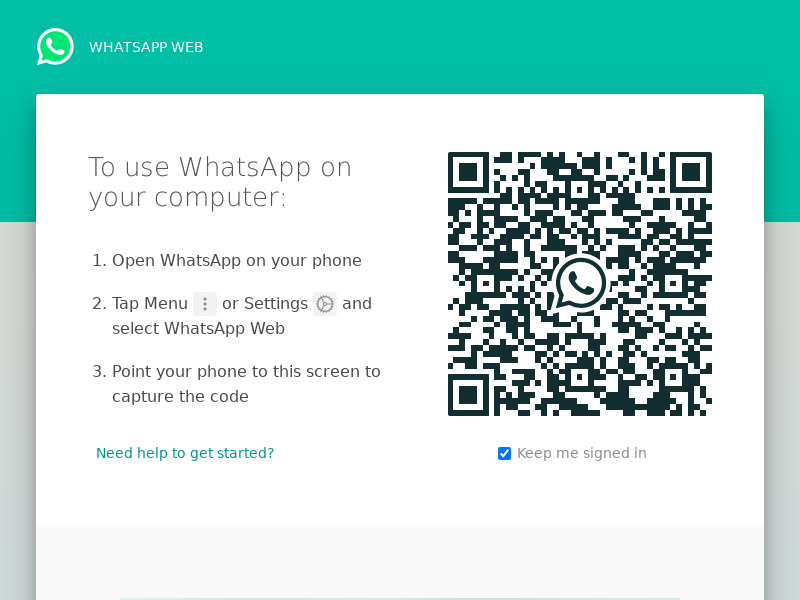 WHATSAPP WEB
To use WhatsApp on
your computer:
1. Open WhatsApp on your phone
2. Tap Menu or Settings and
select WhatsApp Web
3. Point your phone to this screen to
capture the code
Need help to get started?
Keep me signed in